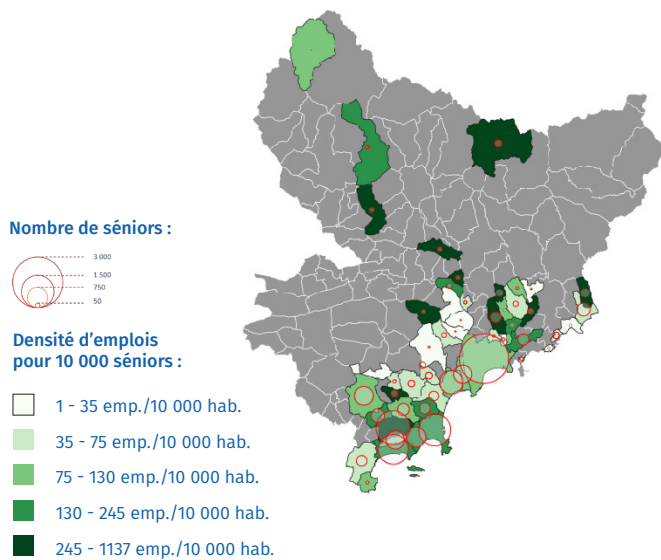 Nombre de séniors :
3 000
1 500
750
50
Densité d'emplois
pour 10 000 séniors :
1 - 35 emp./10 000 hab.
35 - 75 emp./10 000 hab.
75 - 130 emp./10 000 hab.
130 - 245 emp./10 000 hab.
245 - 1137 emp./10 000 hab.